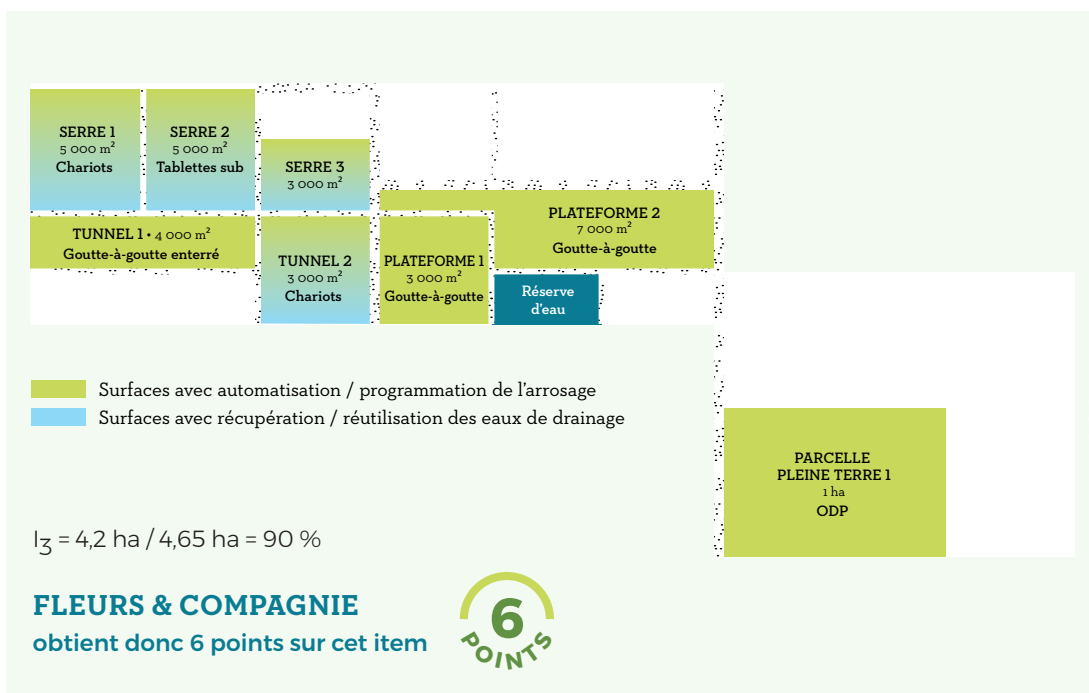 SERRE 1
5 000 m²
Chariots
SERRE 2
5 000 m²
Tablettes sub
SERRE 3
3 000 m²
TUNNEL 1 • 4 000 m²
Goutte-à-goutte enterré
TUNNEL 2
3 000 m²
Chariots
PLATEFORME 1
3 000 m²
Goutte-à-goutte
PLATEFORME 2
7 000 m²
Goutte-à-goutte
Réserve
d'eau
Surfaces avec automatisation / programmation de l'arrosage
Surfaces avec récupération / réutilisation des eaux de drainage
PARCELLE
PLEINE TERRE 1
1 ha
ODP
I3 = 4,2 ha / 4,65 ha = 90 %
FLEURS & COMPAGNIE
obtient donc 6 points sur cet item
6
POINTS